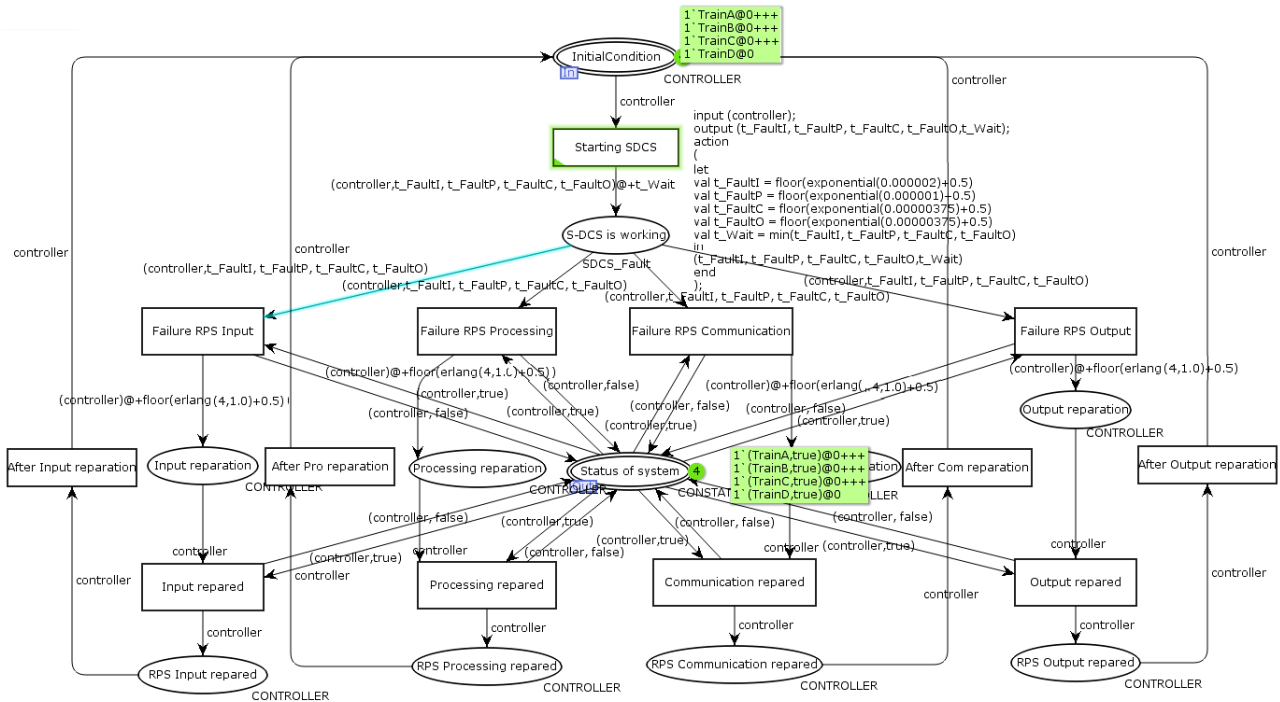 1`TrainA@0+++
1`TrainB@0+++
1`TrainC@0+++
1`TrainD@0
InitialCondition
In
CONTROLLER
controller
controller
input (controller);
output (t_FaultI, t_FaultP, t_FaultC, t_FaultO,t_Wait);
action
(
let
val t_FaultI = floor(exponential(0.000002)+0.5)
val t_FaultP = floor(exponential(0.000001)+0.5)
val t_FaultC = floor(exponential(0.00000375)+0.5)
val t_FaultO = floor(exponential(0.00000375)+0.5)
val t_Wait = min(t_FaultI, t_FaultP, t_FaultC, t_FaultO)
in
(t_FaultI, t_FaultP, t_FaultC, t_FaultO,t_Wait)
end
);
Starting SDCS
(controller,t_FaultI, t_FaultP, t_FaultC, t_FaultO)@+t_Wait
S-DCS is working
SDCS_Fault
controller
controller
controller
(controller,t_FaultI, t_FaultP, t_FaultC, t_FaultO)
(controller,t_FaultI, t_FaultP, t_FaultC, t_FaultO)
(controller,t_FaultI, t_FaultP, t_FaultC, t_FaultO)
(controller,t_FaultI, t_FaultP, t_FaultC, t_FaultO)
Failure RPS Input
Failure RPS Processing
Failure RPS Communication
Failure RPS Output
(controller)@+floor(erlang(4,1.0)+0.5)
(controller)@+floor(erlang(4,1.0)+0.5)
(controller)@+floor(erlang(4,1.0)+0.5)
(controller)@+floor(erlang(4,1.0)+0.5)
(controller,true)
(controller,false)
(controller, false)
(controller,true)
(controller,true)
(controller, false)
(controller, false)
(controller,true)
Output reparation
CONTROLLER
After Input reparation
Input reparation
CONTROLLER
After Pro reparation
Processing reparation
CONTROLLER
Status of system
4
1`(TrainA,true)@0+++
1`(TrainB,true)@0+++
1`(TrainC,true)@0+++
1`(TrainD,true)@0
After Com reparation
After Output reparation
(controller, false)
(controller,true)
(controller,true)
(controller, false)
(controller,true)
(controller, false)
(controller, false)
(controller,true)
controller
controller
controller
controller
controller
controller
controller
controller
Input repared
Processing repared
Communication repared
Output repared
controller
controller
controller
controller
RPS Input repared
RPS Processing repared
RPS Communication repared
RPS Output repared
CONTROLLER
CONTROLLER
CONTROLLER
CONTROLLER